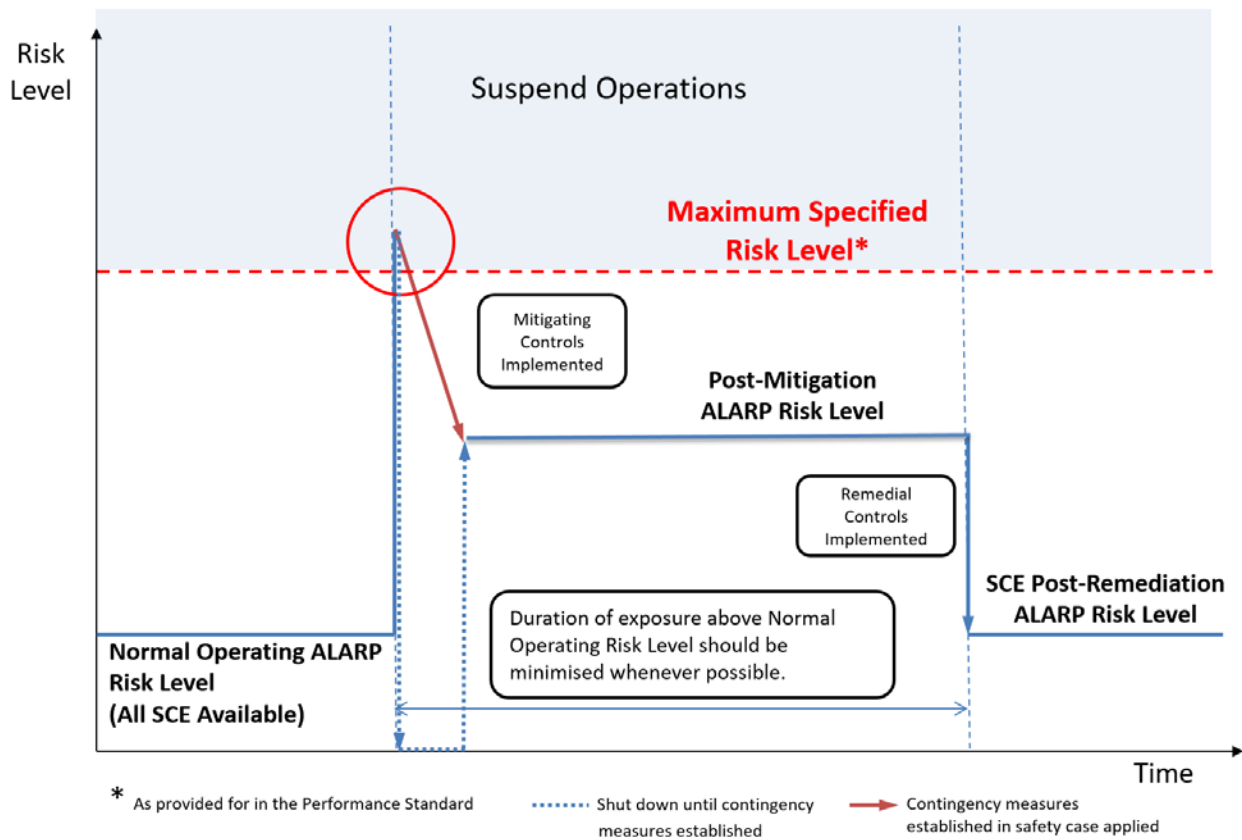 Risk
Level
Suspend Operations
Maximum Specified
Risk Level*
Mitigating
Controls
Implemented
Post-Mitigation
ALARP Risk Level
Remedial
Controls
Implemented
SCE Post-Remediation
ALARP Risk Level
Duration of exposure above Normal
Operating Risk Level should be
minimised whenever possible.
Normal Operating ALARP
Risk Level
(All SCE Available)
Time
* As provided for in the Performance Standard
Shut down until contingency
measures established
Contingency measures
established in safety case applied